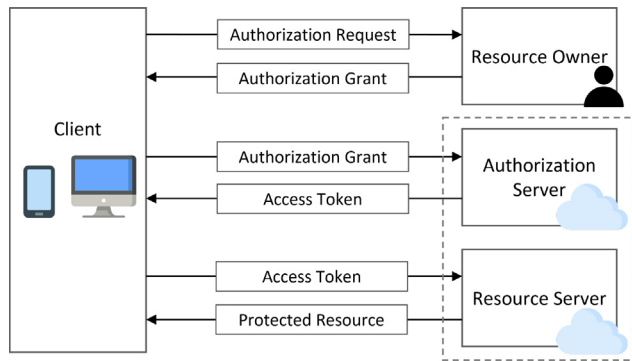 Authorization Request
Resource Owner
Authorization Grant
Client
Authorization Grant
Authorization
Server
Access Token
Access Token
Resource Server
Protected Resource